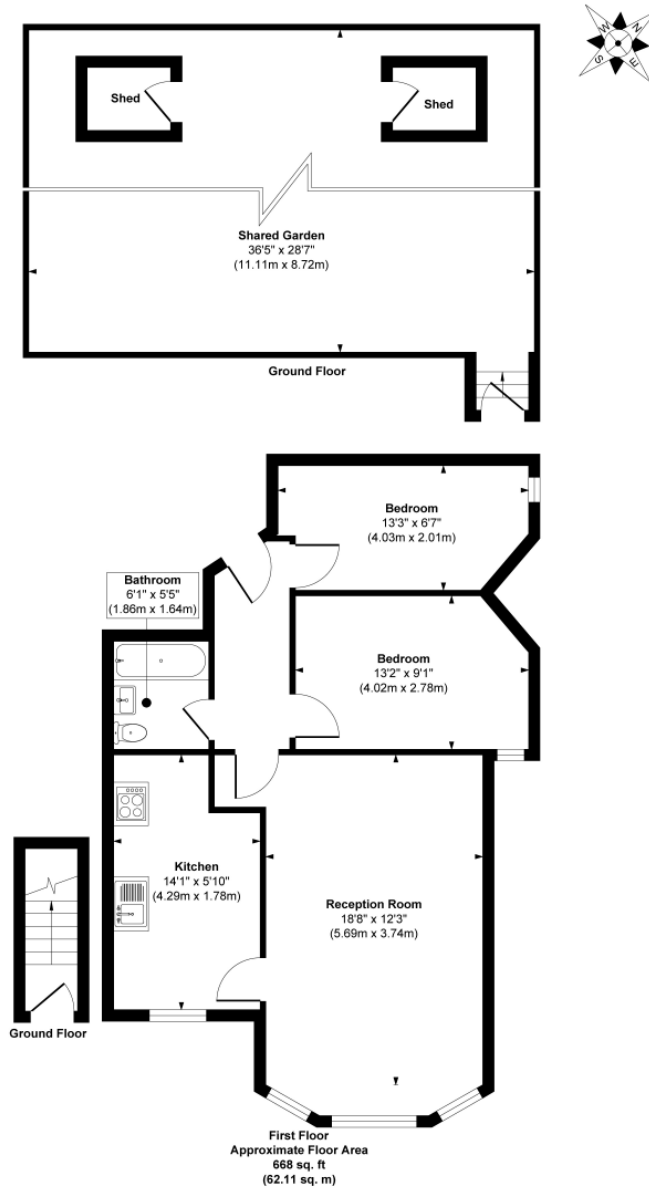 N
W
E
S
Shed
Shed
Shared Garden
36'5" x 28'7"
(11.11m x 8.72m)
Ground Floor
Bedroom
13'3" x 6'7"
(4.03m x 2.01m)
Bathroom
6'1" x 5'5"
(1.86m x 1.64m)
Bedroom
13'2" x 9'1"
(4.02m x 2.78m)
Kitchen
14'1" x 5'10"
(4.29m x 1.78m)
Reception Room
18'8" x 12'3"
(5.69m x 3.74m)
Ground Floor
First Floor
Approximate Floor Area
668 sq. ft
(62.11 sq. m)